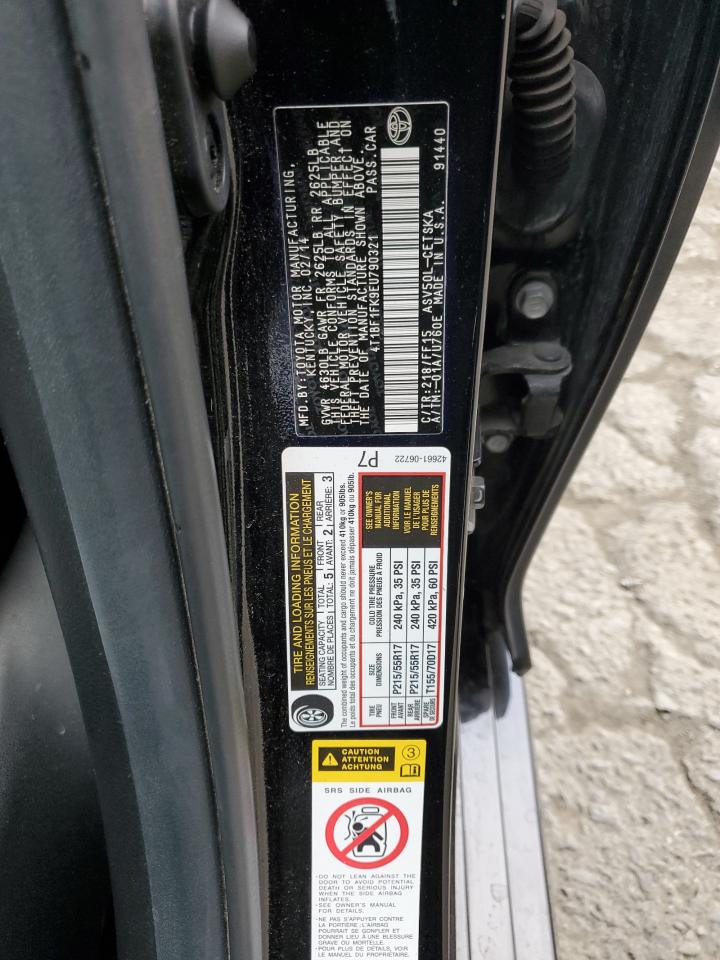 MFD.BY:TOYOTA MOTOR MANUFACTURING,
KENTUCKY, INC. 02/14
GVWR 4630LB GAWR FR 2625LB RR 2625LB
THIS VEHICLE CONFORMS TO ALL APPLICABLE
FEDERAL MOTOR VEHICLE SAFETY BUMPER, AND
THEFT PREVENTION STANDARDS IN EFFECT ON
THE DATE OF MANUFACTURE SHOWN ABOVE.
4T1BF1FK9EU790321 PASS.CAR
C/TR:218/FF15 ASV50L-CETSKA
A/TM:-01A/U760E MADE IN U.S.A. 91440
TIRE AND LOADING INFORMATION
RENSEIGNEMENTS SUR LES PNEUS ET LE CHARGEMENT
SEATING CAPACITY | TOTAL 5 | FRONT 2 | REAR 3
NOMBRE DE PLACES | TOTAL: | AVANT: | ARRIÈRE:
The combined weight of occupants and cargo should never exceed 410kg or 905lbs.
Le poids total des occupants et du chargement ne doit jamais dépasser 410kg ou 905lb.
TIRE PNEU
SIZE DIMENSIONS
COLD TIRE PRESSURE
PRESSION DES PNEUS À FROID
FRONT AVANT P215/55R17 240 kPa, 35 PSI
REAR ARRIÈRE P215/55R17 240 kPa, 35 PSI
SPARE DE SECOURS T155/70D17 420 kPa, 60 PSI
SEE OWNER'S
MANUAL FOR
ADDITIONAL
INFORMATION
VOIR LE MANUEL
DE L'USAGER
POUR PLUS DE
RENSEIGNEMENTS
P7 42661-06722
CAUTION
ATTENTION
ACHTUNG
3
SRS SIDE AIRBAG
·DO NOT LEAN AGAINST THE
DOOR TO AVOID POTENTIAL
DEATH OR SERIOUS INJURY
WHEN THE SIDE AIRBAG
INFLATES.
·SEE OWNER'S MANUAL
FOR DETAILS.
·NE PAS S'APPUYER CONTRE
LA PORTIÈRE; L'AIRBAG
POURRAIT SE GONFLER ET
DONNER LIEU À UNE BLESSURE
GRAVE OU MORTELLE.
·POUR PLUS DE DÉTAILS, VOIR
LE MANUEL DU PROPRIÉTAIRE.